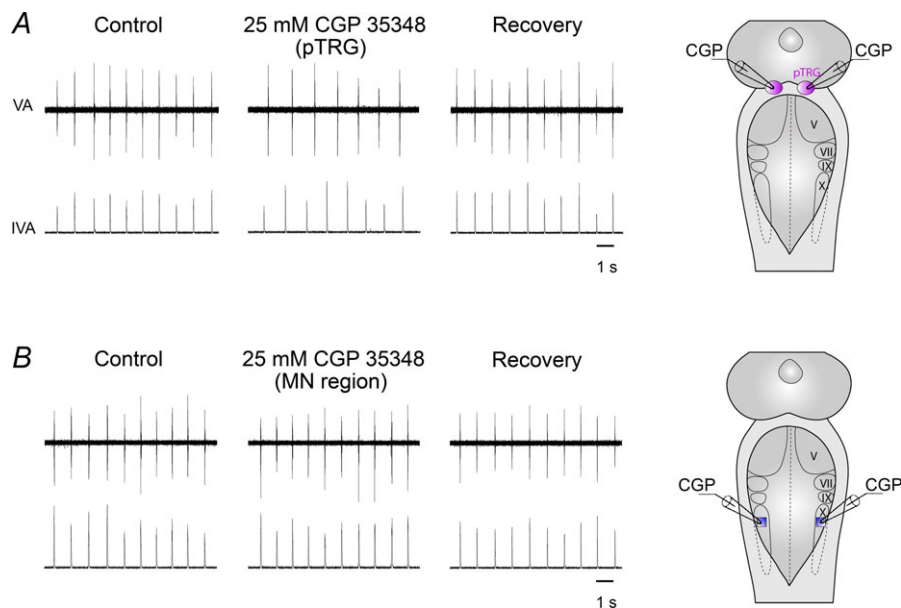 A
Control
25 mM CGP 35348
(pTRG)
Recovery
VA
IVA
1 s
CGP
CGP
pTRG
V
VII
IX
X
B
Control
25 mM CGP 35348
(MN region)
Recovery
1 s
CGP
CGP
V
VII
IX
X